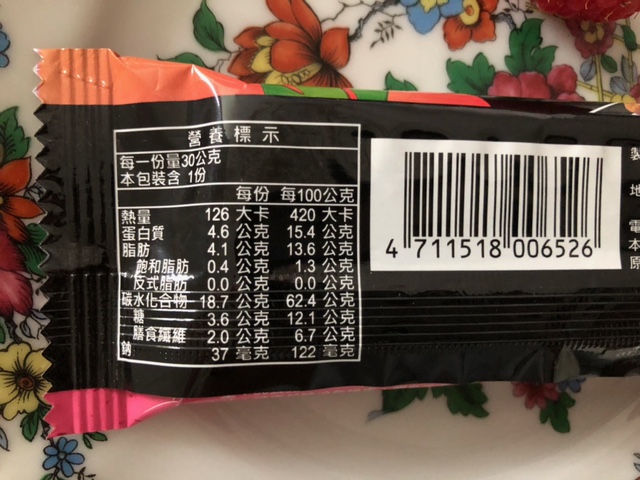 營養標示
每一份量30公克
本包裝含 1份
每份 每100公克
熱量 126 大卡 420 大卡
蛋白質 4.6 公克 15.4 公克
脂肪 4.1 公克 13.6 公克
飽和脂肪 0.4 公克 1.3 公克
反式脂肪 0.0 公克 0.0 公克
碳水化合物 18.7 公克 62.4 公克
糖 3.6 公克 12.1 公克
膳食纖維 2.0 公克 6.7 公克
鈉 37 毫克 122 毫克
4 711518 006526
製
地
電
本
原